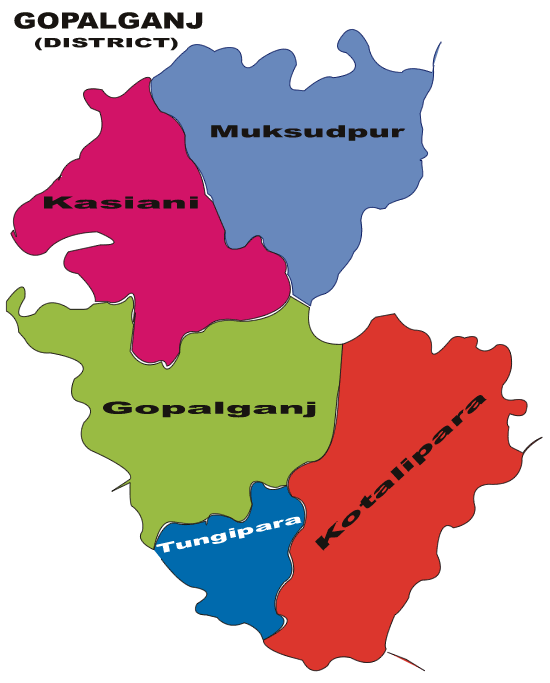 GOPALGANJ
(DISTRICT)
Muksudpur
Kasiani
Gopalganj
Kotalipara
Tungipara